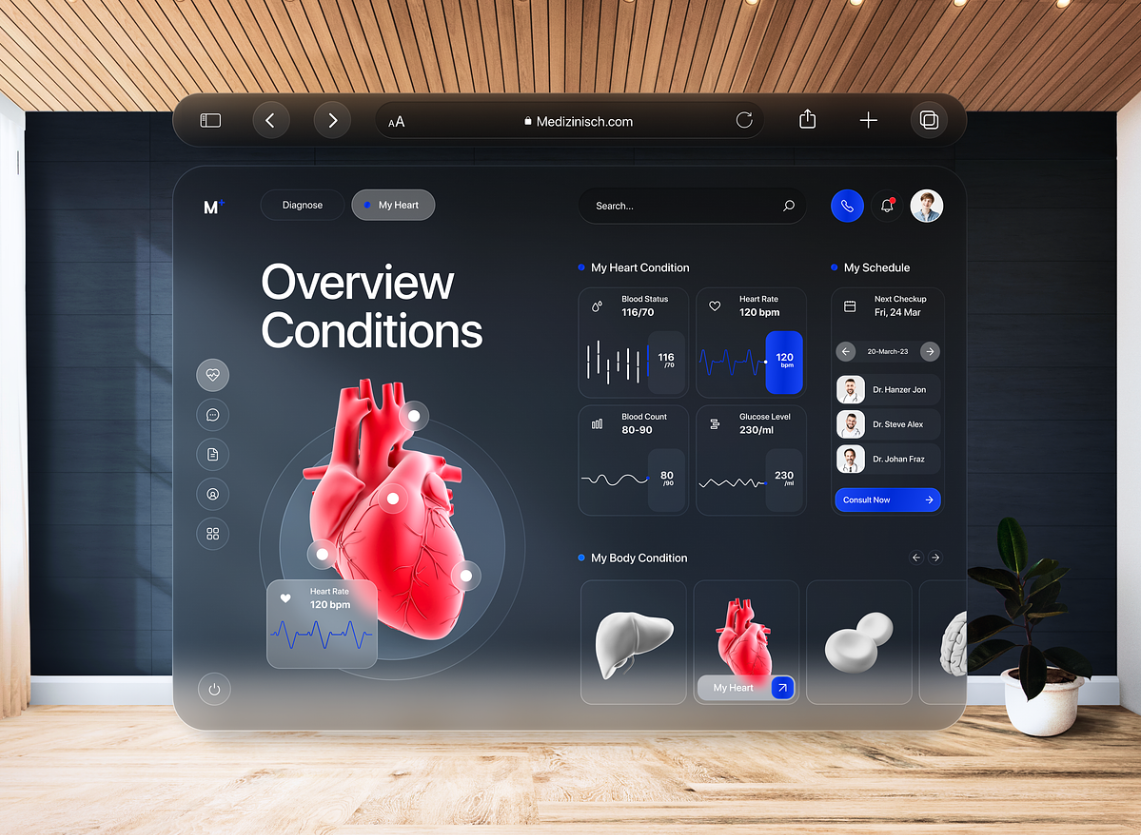 AA
Medizinisch.com
M+
Diagnose
My Heart
Search...
Overview
Conditions
Heart Rate
120 bpm
My Heart Condition
Blood Status
116/70
116
/70
Heart Rate
120 bpm
120
bpm
Blood Count
80-90
80
/90
Glucose Level
230/ml
230
/ml
My Schedule
Next Checkup
Fri, 24 Mar
20-March-23
Dr. Hanzer Jon
Dr. Steve Alex
Dr. Johan Fraz
Consult Now
My Body Condition
My Heart